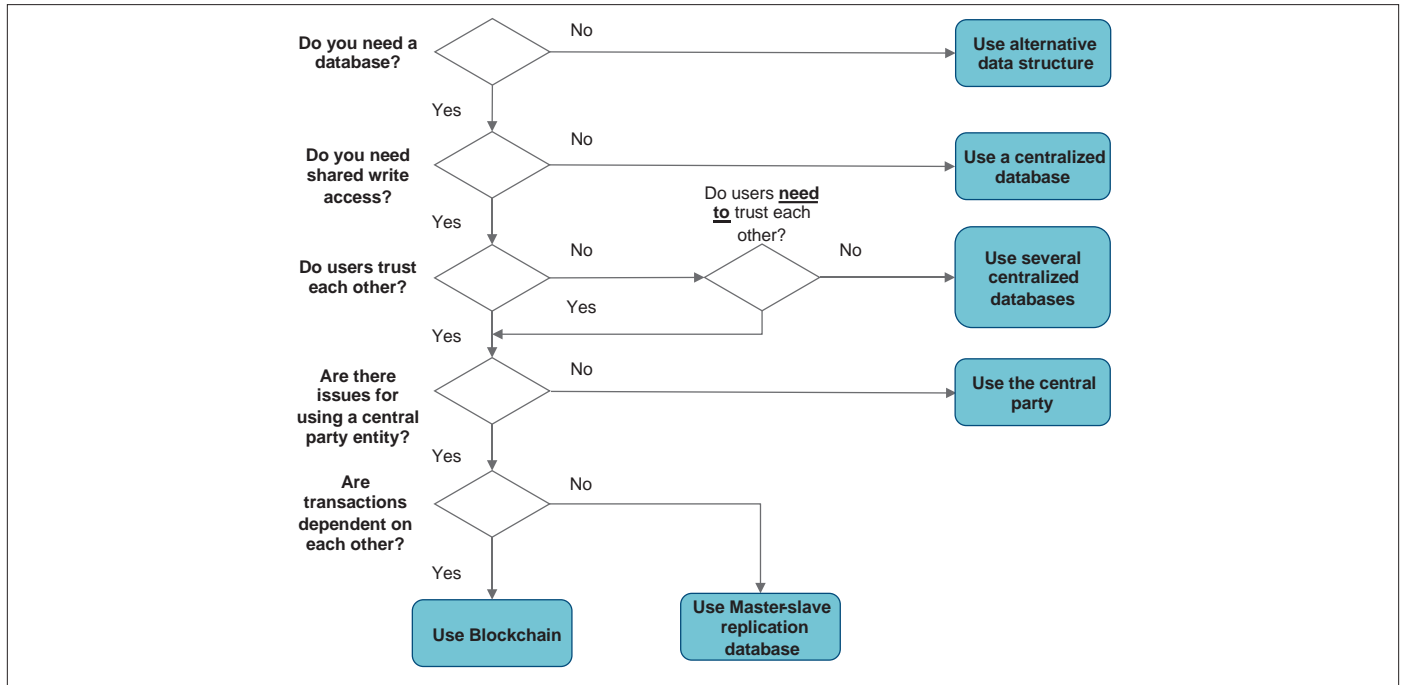 Do you need a
database?
No
Use alternative
data structure
Yes
Do you need
shared write
access?
No
Use a centralized
database
Yes
Do users need
to trust each
other?
Do users trust
each other?
No
No
Use several
centralized
databases
Yes
Yes
Are there
issues for
using a central
party entity?
No
Use the central
party
Yes
Are
transactions
dependent on
each other?
No
Yes
Use Blockchain
Use Master-slave
replication
database